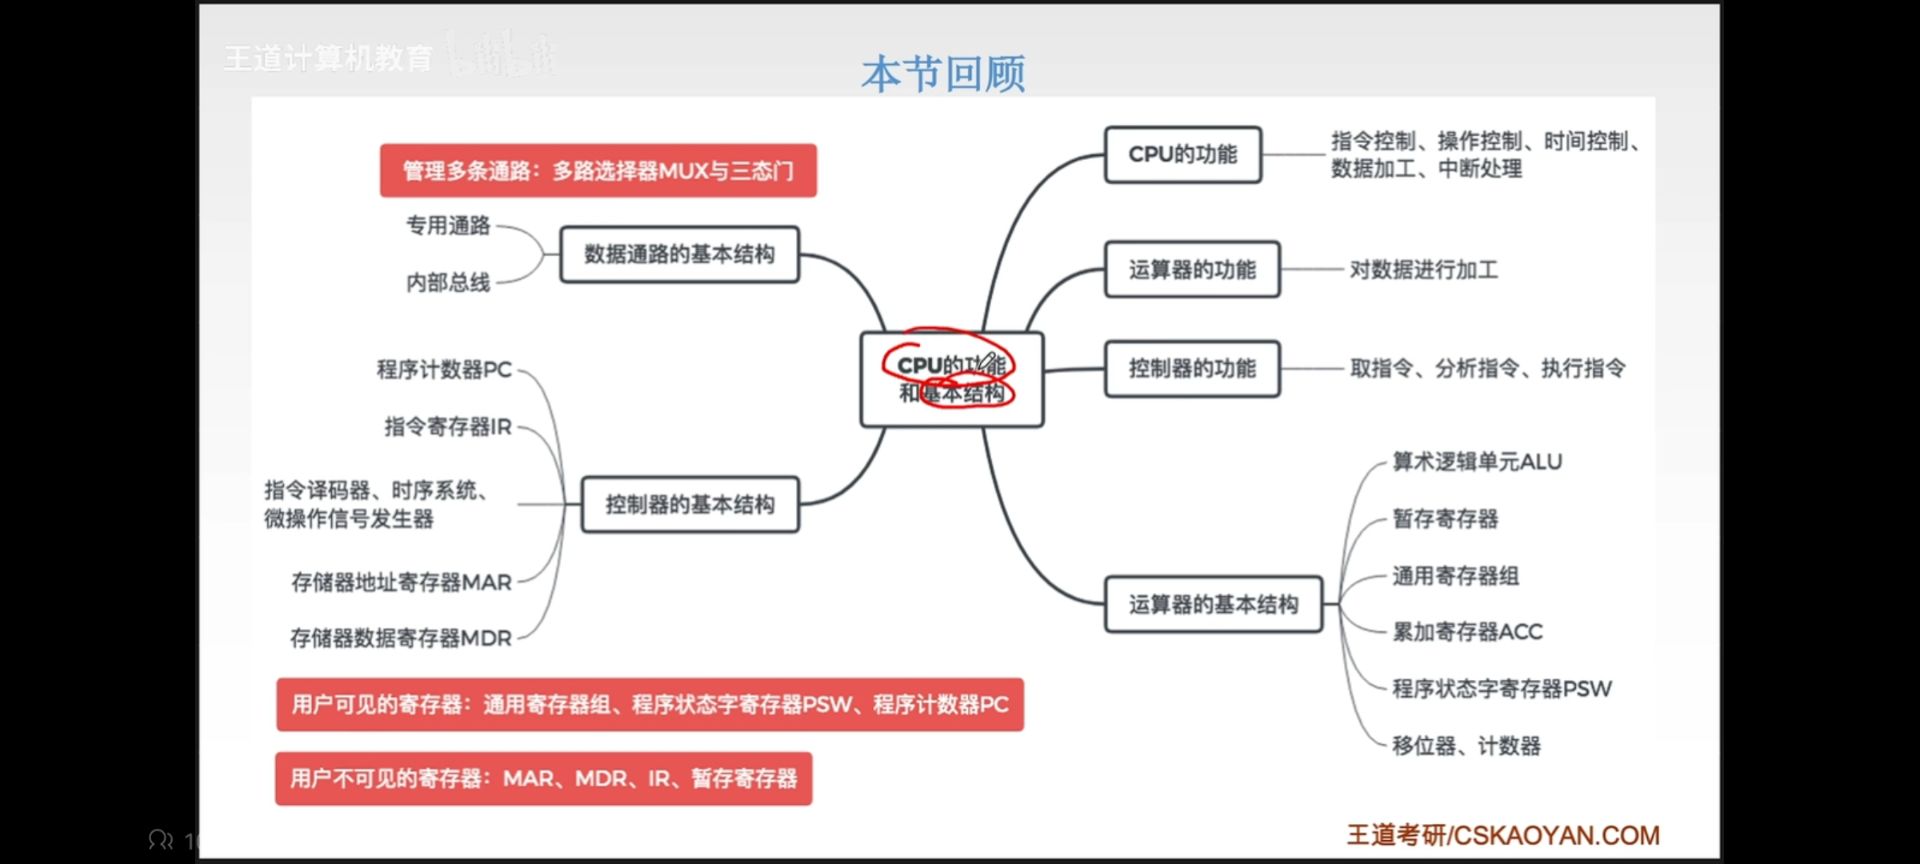 王道计算机教育
本节回顾
管理多条通路：多路选择器MUX与三态门
专用通路
内部总线
数据通路的基本结构
程序计数器PC
指令寄存器IR
指令译码器、时序系统、
微操作信号发生器
存储器地址寄存器MAR
存储器数据寄存器MDR
控制器的基本结构
CPU的功能
和基本结构
CPU的功能
指令控制、操作控制、时间控制、
数据加工、中断处理
运算器的功能
对数据进行加工
控制器的功能
取指令、分析指令、执行指令
运算器的基本结构
算术逻辑单元ALU
暂存寄存器
通用寄存器组
累加寄存器ACC
程序状态字寄存器PSW
移位器、计数器
用户可见的寄存器：通用寄存器组、程序状态字寄存器PSW、程序计数器PC
用户不可见的寄存器：MAR、MDR、IR、暂存寄存器
王道考研/CSKAOYAN.COM